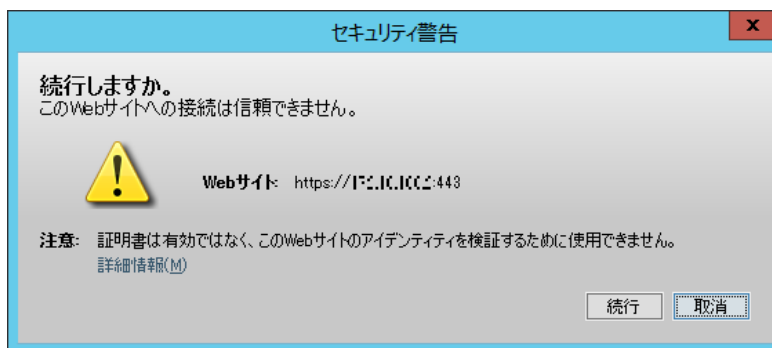 セキュリティ警告
続行しますか。
このWebサイトへの接続は信頼できません。
Webサイト: https:// :443
注意: 証明書は有効ではなく、このWebサイトのアイデンティティを検証するために使用できません。
詳細情報(M)
続行 取消